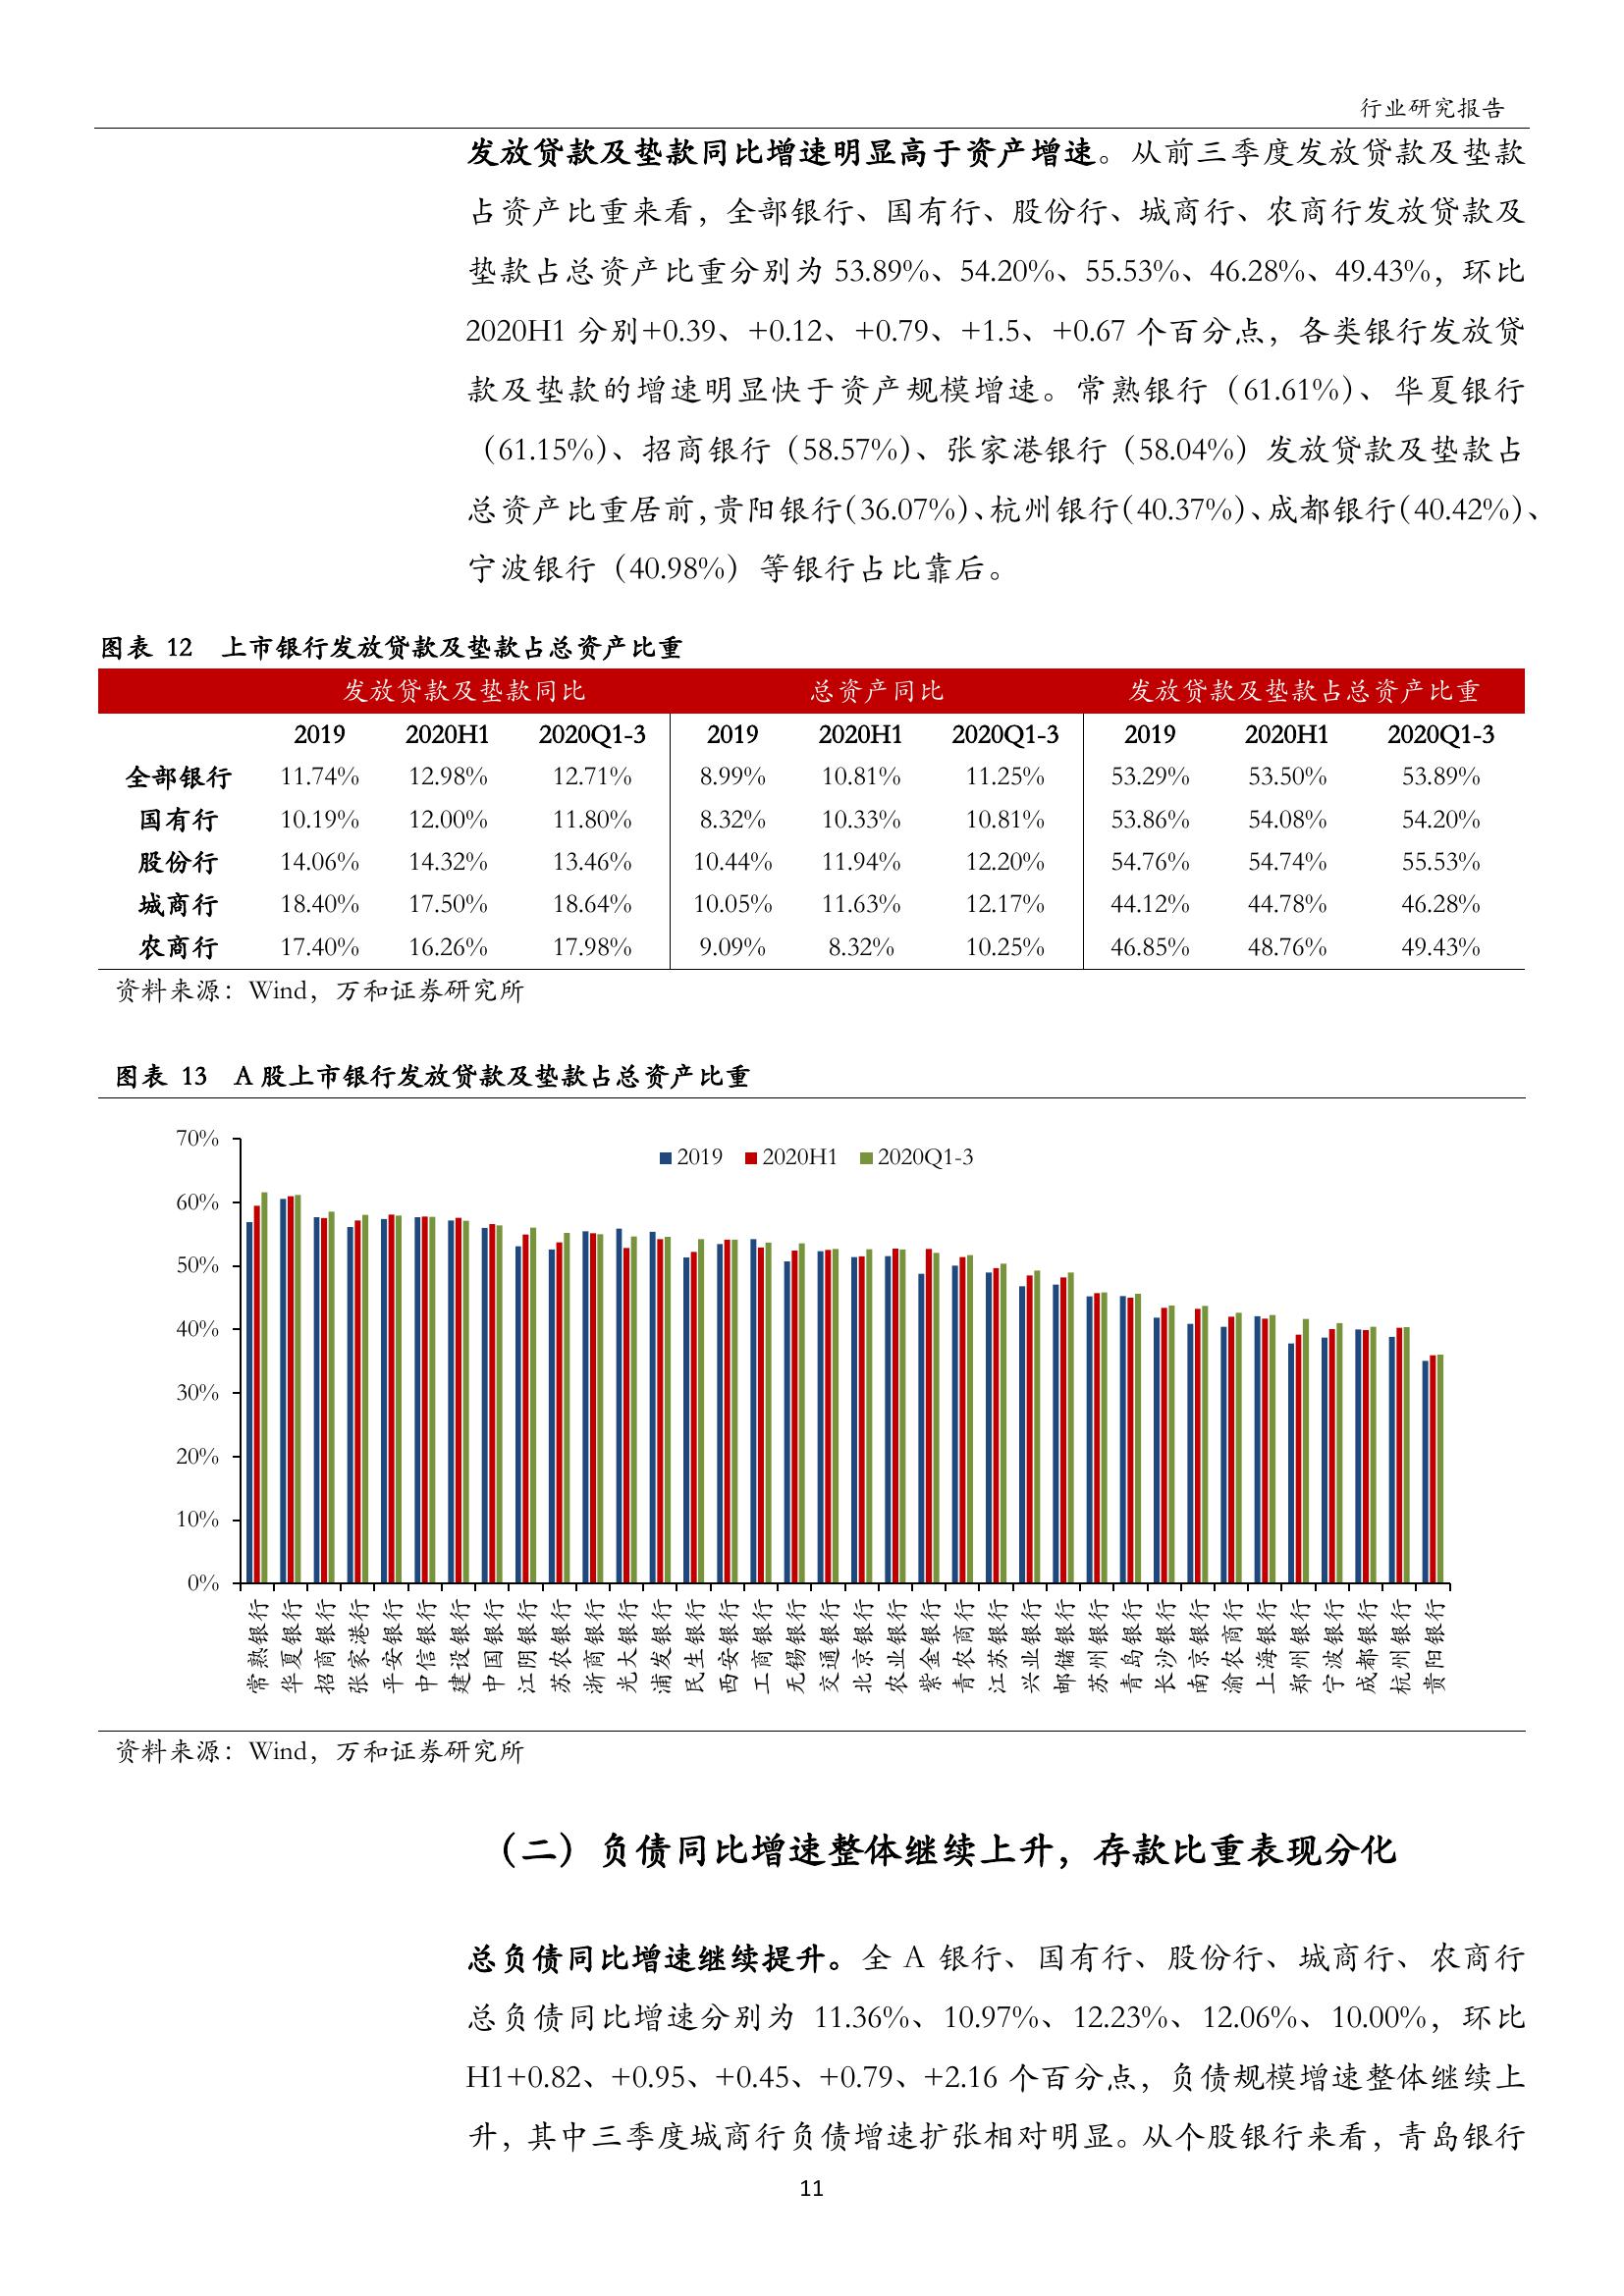 行业研究报告
发放贷款及垫款同比增速明显高于资产增速。从前三季度发放贷款及垫款
占资产比重来看，全部银行、国有行、股份行、城商行、农商行发放贷款及
垫款占总资产比重分别为 53.89%、54.20%、55.53%、46.28%、49.43%，环比
2020H1 分别+0.39、+0.12、+0.79、+1.5、+0.67 个百分点，各类银行发放贷
款及垫款的增速明显快于资产规模增速。常熟银行（61.61%）、华夏银行
（61.15%）、招商银行（58.57%）、张家港银行（58.04%）发放贷款及垫款占
总资产比重居前，贵阳银行（36.07%）、杭州银行（40.37%）、成都银行（40.42%）、
宁波银行（40.98%）等银行占比靠后。
图表 12 上市银行发放贷款及垫款占总资产比重
发放贷款及垫款同比 总资产同比 发放贷款及垫款占总资产比重
2019 2020H1 2020Q1-3 2019 2020H1 2020Q1-3 2019 2020H1 2020Q1-3
全部银行 11.74% 12.98% 12.71% 8.99% 10.81% 11.25% 53.29% 53.50% 53.89%
国有行 10.19% 12.00% 11.80% 8.32% 10.33% 10.81% 53.86% 54.08% 54.20%
股份行 14.06% 14.32% 13.46% 10.44% 11.94% 12.20% 54.76% 54.74% 55.53%
城商行 18.40% 17.50% 18.64% 10.05% 11.63% 12.17% 44.12% 44.78% 46.28%
农商行 17.40% 16.26% 17.98% 9.09% 8.32% 10.25% 46.85% 48.76% 49.43%
资料来源：Wind，万和证券研究所
图表 13 A 股上市银行发放贷款及垫款占总资产比重
2019 2020H1 2020Q1-3
70%
60%
50%
40%
30%
20%
10%
0%
常熟银行
华夏银行
招商银行
张家港行
平安银行
中信银行
建设银行
中国银行
江阴银行
苏农银行
浙商银行
光大银行
浦发银行
民生银行
西安银行
工商银行
无锡银行
交通银行
北京银行
农业银行
紫金银行
青农商行
江苏银行
兴业银行
邮储银行
苏州银行
青岛银行
长沙银行
南京银行
渝农商行
上海银行
郑州银行
宁波银行
成都银行
杭州银行
贵阳银行
资料来源：Wind，万和证券研究所
（二）负债同比增速整体继续上升，存款比重表现分化
总负债同比增速继续提升。全 A 银行、国有行、股份行、城商行、农商行
总负债同比增速分别为 11.36%、10.97%、12.23%、12.06%、10.00%，环比
H1+0.82、+0.95、+0.45、+0.79、+2.16 个百分点，负债规模增速整体继续上
升，其中三季度城商行负债增速扩张相对明显。从个股银行来看，青岛银行
11